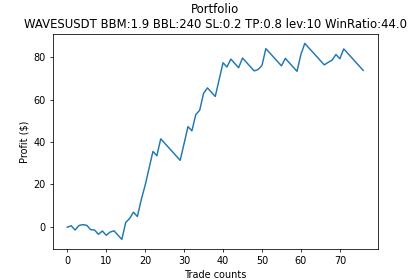 Portfolio
WAVESUSDT BBM:1.9 BBL:240 SL:0.2 TP:0.8 lev:10 WinRatio:44.0
Profit ($)
80
60
40
20
0
0 10 20 30 40 50 60 70
Trade counts